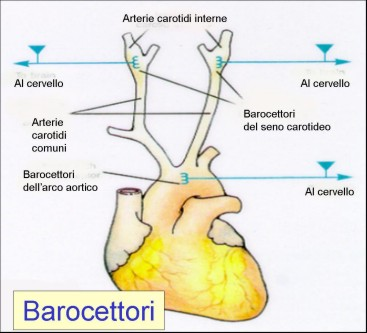 Arterie carotidi interne
Al cervello
Al cervello
Arterie
carotidi
comuni
Barocettori
del seno carotideo
Barocettori
dell'arco aortico
Al cervello
Barocettori